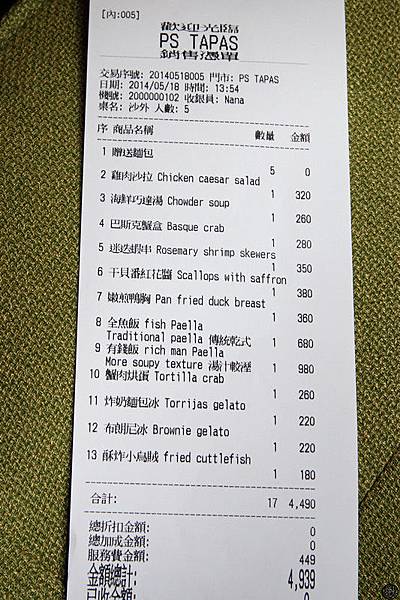 [內:005]
歡迎光臨
PS TAPAS
銷售憑單
交易序號: 20140518005 門市: PS TAPAS
日期: 2014/05/18 時間: 13:54
機號: 2000000102 收銀員: Nana
桌名: 沙外 人數: 5
序 商品名稱 數量 金額
1 贈送麵包
5 0
2 雞肉沙拉 Chicken caesar salad
1 320
3 海鮮巧達湯 Chowder soup
1 260
4 巴斯克蟹盒 Basque crab
1 280
5 迷迭蝦串 Rosemary shrimp skewers
1 350
6 干貝番紅花醬 Scallops with saffron
1 380
7 嫩煎鴨胸 Pan fried duck breast
1 360
8 全魚飯 fish Paella
Traditional paella 傳統乾式
1 680
9 有錢飯 rich man Paella
More soupy texture 湯汁較溼
1 980
10 蟹肉烘蛋 Tortilla crab
1 260
11 炸奶麵包冰 Torrijas gelato
1 220
12 布朗尼冰 Brownie gelato
1 220
13 酥炸小烏賊 fried cuttlefish
1 180
合計: 17 4,490
總折扣金額: 0
總加成金額: 0
服務費金額: 449
金額總計: 4,939
已收金額: 0